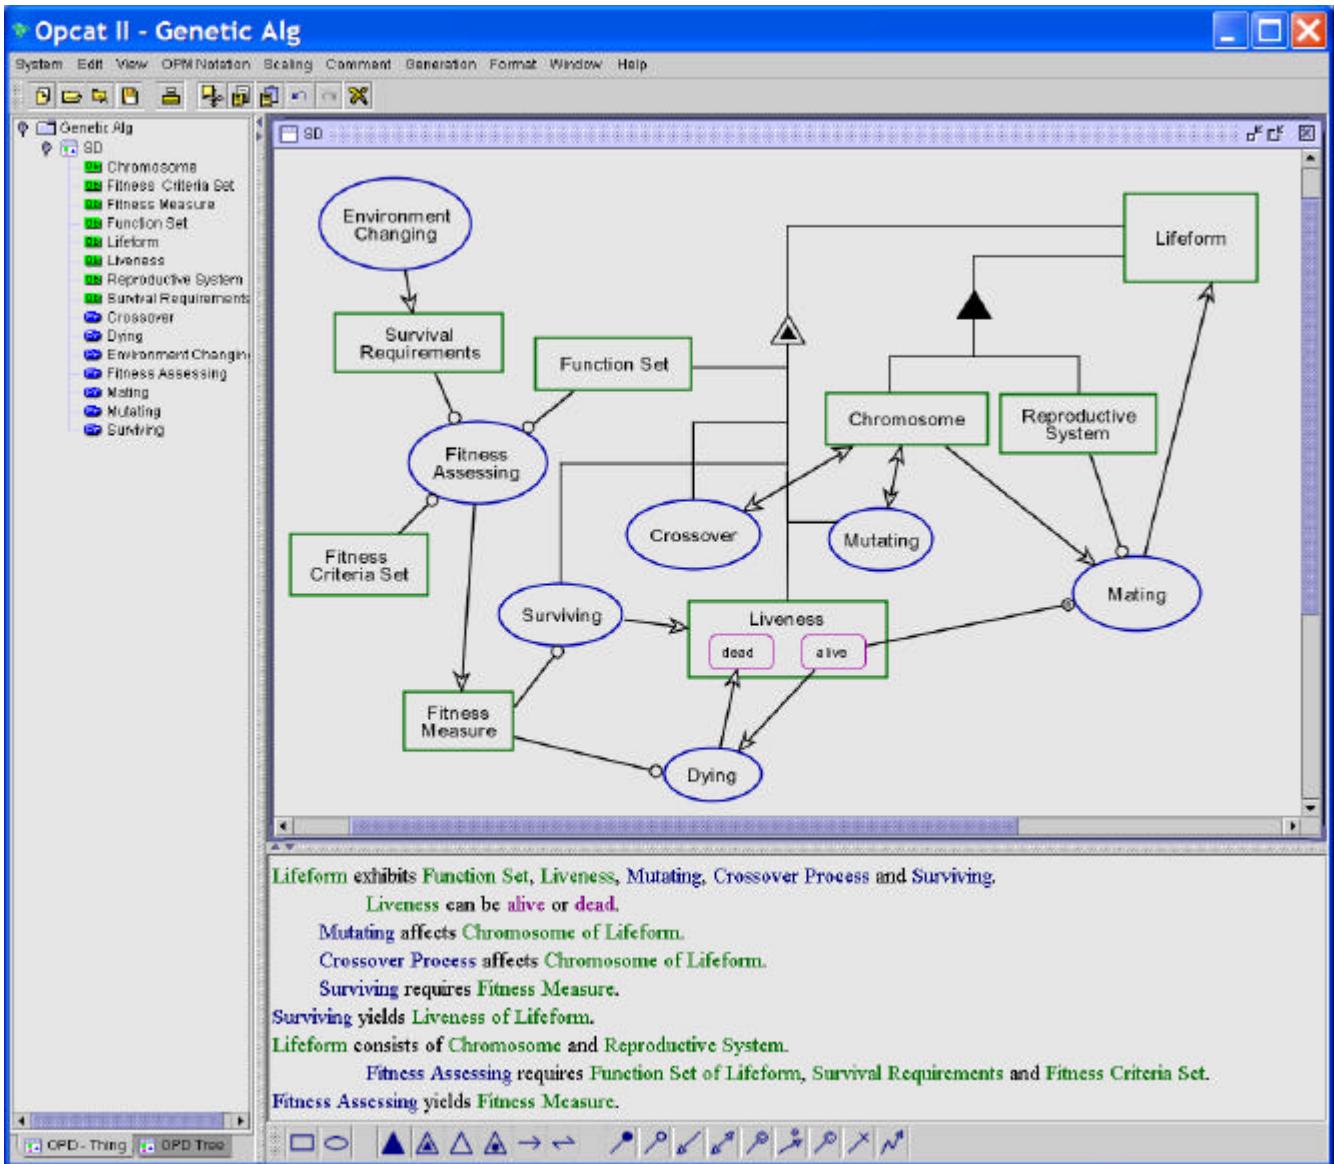 Opcat II - Genetic Alg
System Edit View OPM Notation Scaling Comment Generation Format Window Help
Genetic Alg
SD
Chromosome
Fitness Criteria Set
Fitness Measure
Function Set
Lifeform
Liveness
Reproductive System
Survival Requirements
Crossover
Dying
Environment Changin
Fitness Assessing
Mating
Mutating
Surviving
OPD - Thing
OPD Tree
SD
Environment
Changing
Lifeform
Survival
Requirements
Function Set
Chromosome
Reproductive
System
Fitness
Assessing
Crossover
Mutating
Fitness
Criteria Set
Mating
Surviving
Liveness
dead
alive
Fitness
Measure
Dying
Lifeform exhibits Function Set, Liveness, Mutating, Crossover Process and Surviving.
Liveness can be alive or dead.
Mutating affects Chromosome of Lifeform.
Crossover Process affects Chromosome of Lifeform.
Surviving requires Fitness Measure.
Surviving yields Liveness of Lifeform.
Lifeform consists of Chromosome and Reproductive System.
Fitness Assessing requires Function Set of Lifeform, Survival Requirements and Fitness Criteria Set.
Fitness Assessing yields Fitness Measure.